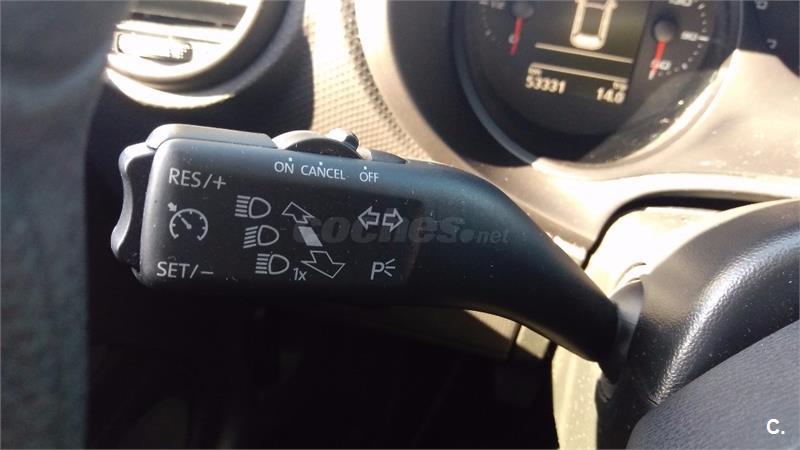 53331 14.0
ON CANCEL OFF
RES/+
SET/−
1x
P
coches.net
C.